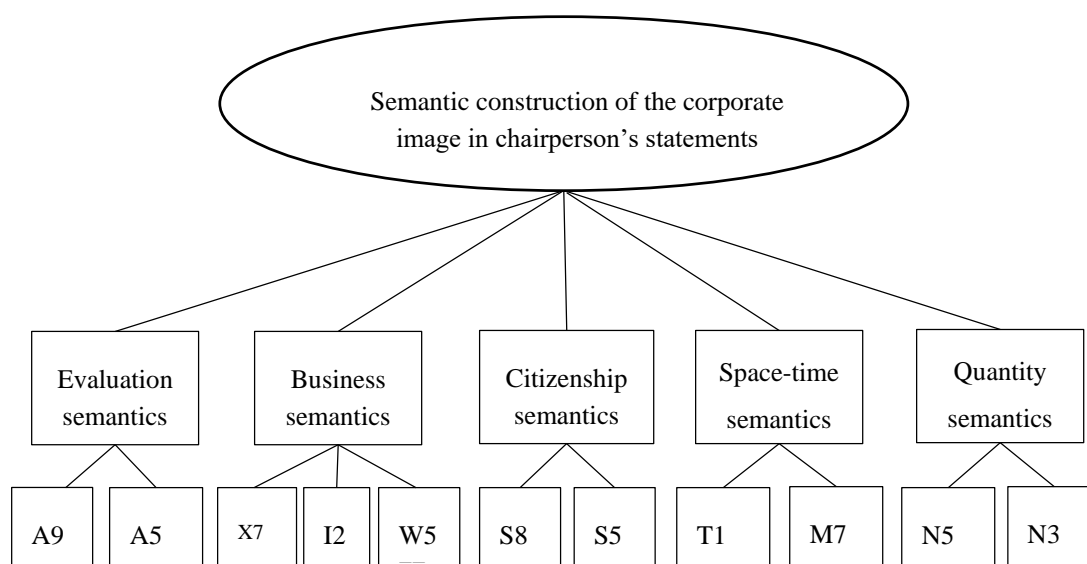 Semantic construction of the corporate
image in chairperson’s statements
Evaluation
semantics
Business
semantics
Citizenship
semantics
Space-time
semantics
Quantity
semantics
A9
A5
X7
I2
W5
S8
S5
T1
M7
N5
N3